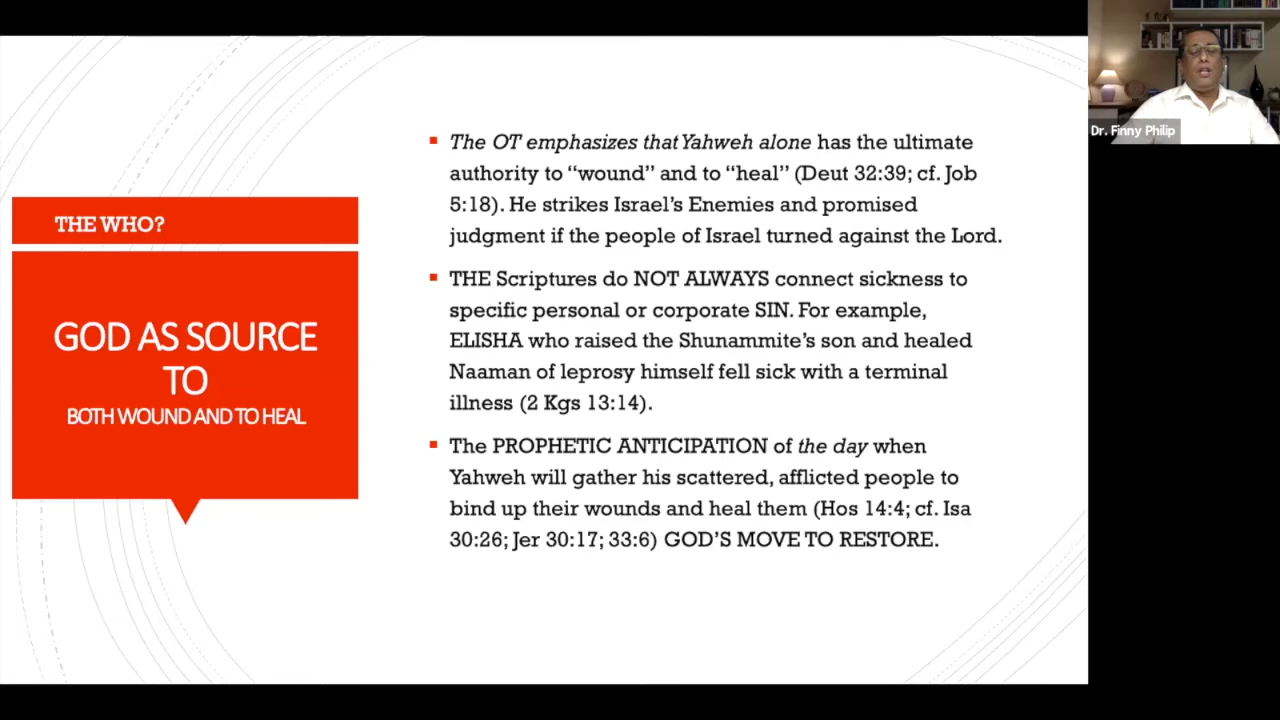 THE WHO?
GOD AS SOURCE
TO
BOTH WOUND AND TO HEAL
The OT emphasizes that Yahweh alone has the ultimate
authority to “wound” and to “heal” (Deut 32:39; cf. Job
5:18). He strikes Israel’s Enemies and promised
judgment if the people of Israel turned against the Lord.
THE Scriptures do NOT ALWAYS connect sickness to
specific personal or corporate SIN. For example,
ELISHA who raised the Shunammite’s son and healed
Naaman of leprosy himself fell sick with a terminal
illness (2 Kgs 13:14).
The PROPHETIC ANTICIPATION of the day when
Yahweh will gather his scattered, afflicted people to
bind up their wounds and heal them (Hos 14:4; cf. Isa
30:26; Jer 30:17; 33:6) GOD’S MOVE TO RESTORE.
Dr. Finny Philip